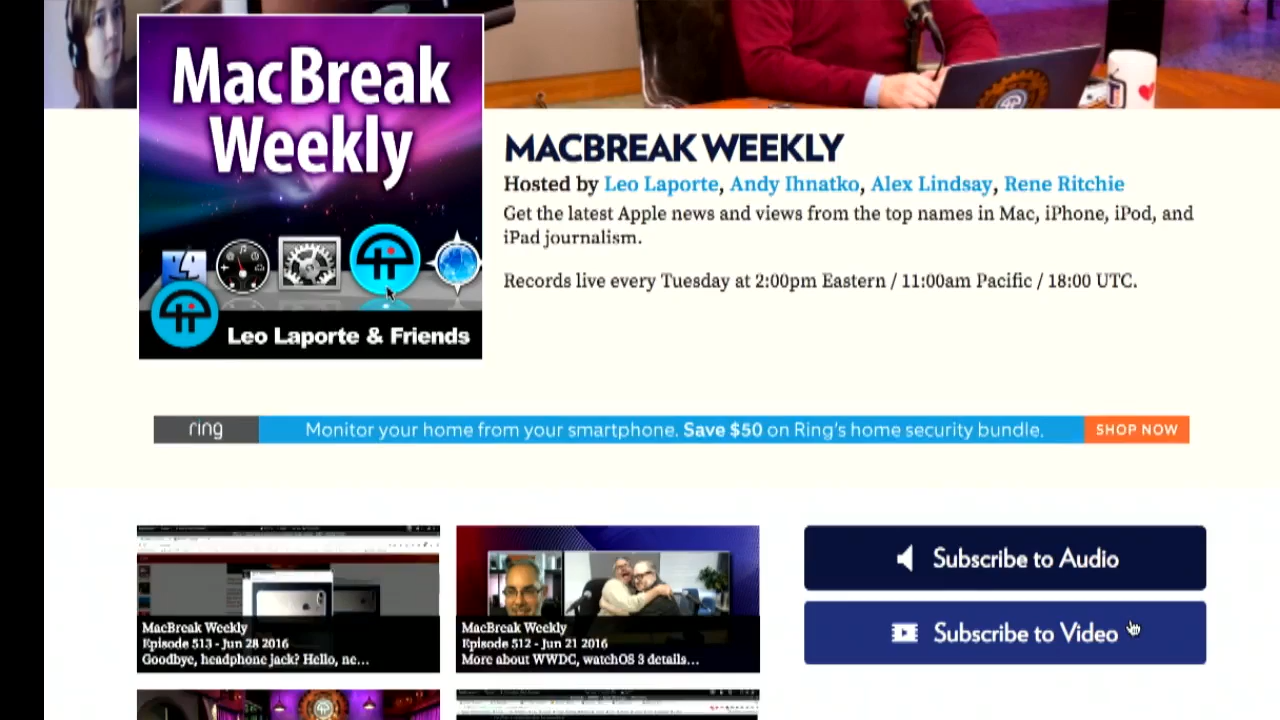 MacBreak
Weekly
Leo Laporte & Friends
MACBREAK WEEKLY
Hosted by Leo Laporte, Andy Ihnatko, Alex Lindsay, Rene Ritchie
Get the latest Apple news and views from the top names in Mac, iPhone, iPod, and
iPad journalism.
Records live every Tuesday at 2:00pm Eastern / 11:00am Pacific / 18:00 UTC.
ring
Monitor your home from your smartphone. Save $50 on Ring's home security bundle.
SHOP NOW
MacBreak Weekly
Episode 513 - Jun 28 2016
Goodbye, headphone jack? Hello, ne...
MacBreak Weekly
Episode 512 - Jun 21 2016
More about WWDC, watchOS 3 details...
Subscribe to Audio
Subscribe to Video